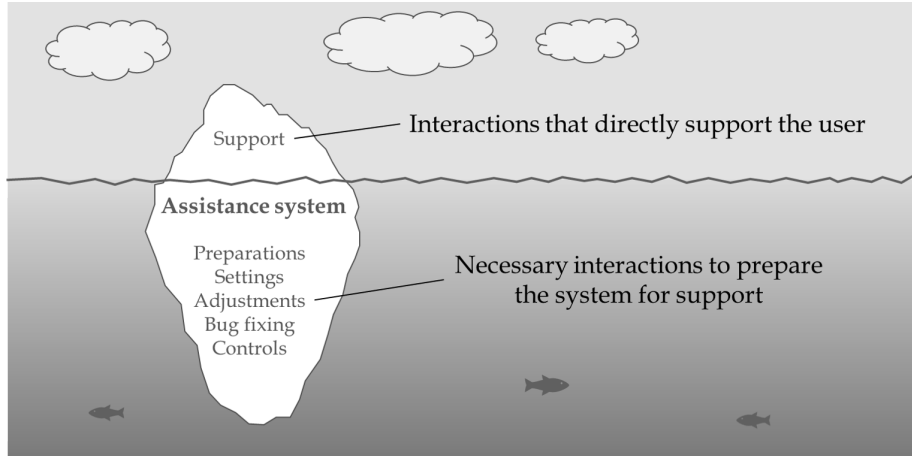 Support
Interactions that directly support the user
Assistance system
Preparations
Settings
Adjustments
Bug fixing
Controls
Necessary interactions to prepare
the system for support